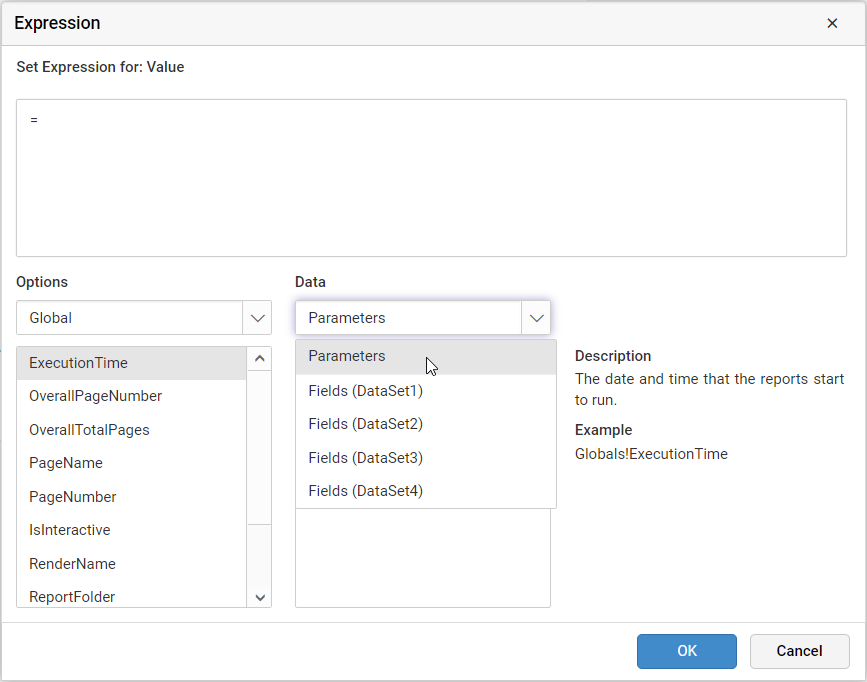 Expression
Set Expression for: Value
=
Options
Data
Global
Parameters
ExecutionTime
OverallPageNumber
OverallTotalPages
PageName
PageNumber
IsInteractive
RenderName
ReportFolder
Parameters
Fields (DataSet1)
Fields (DataSet2)
Fields (DataSet3)
Fields (DataSet4)
Description
The date and time that the reports start
to run.
Example
Globals!ExecutionTime
OK
Cancel